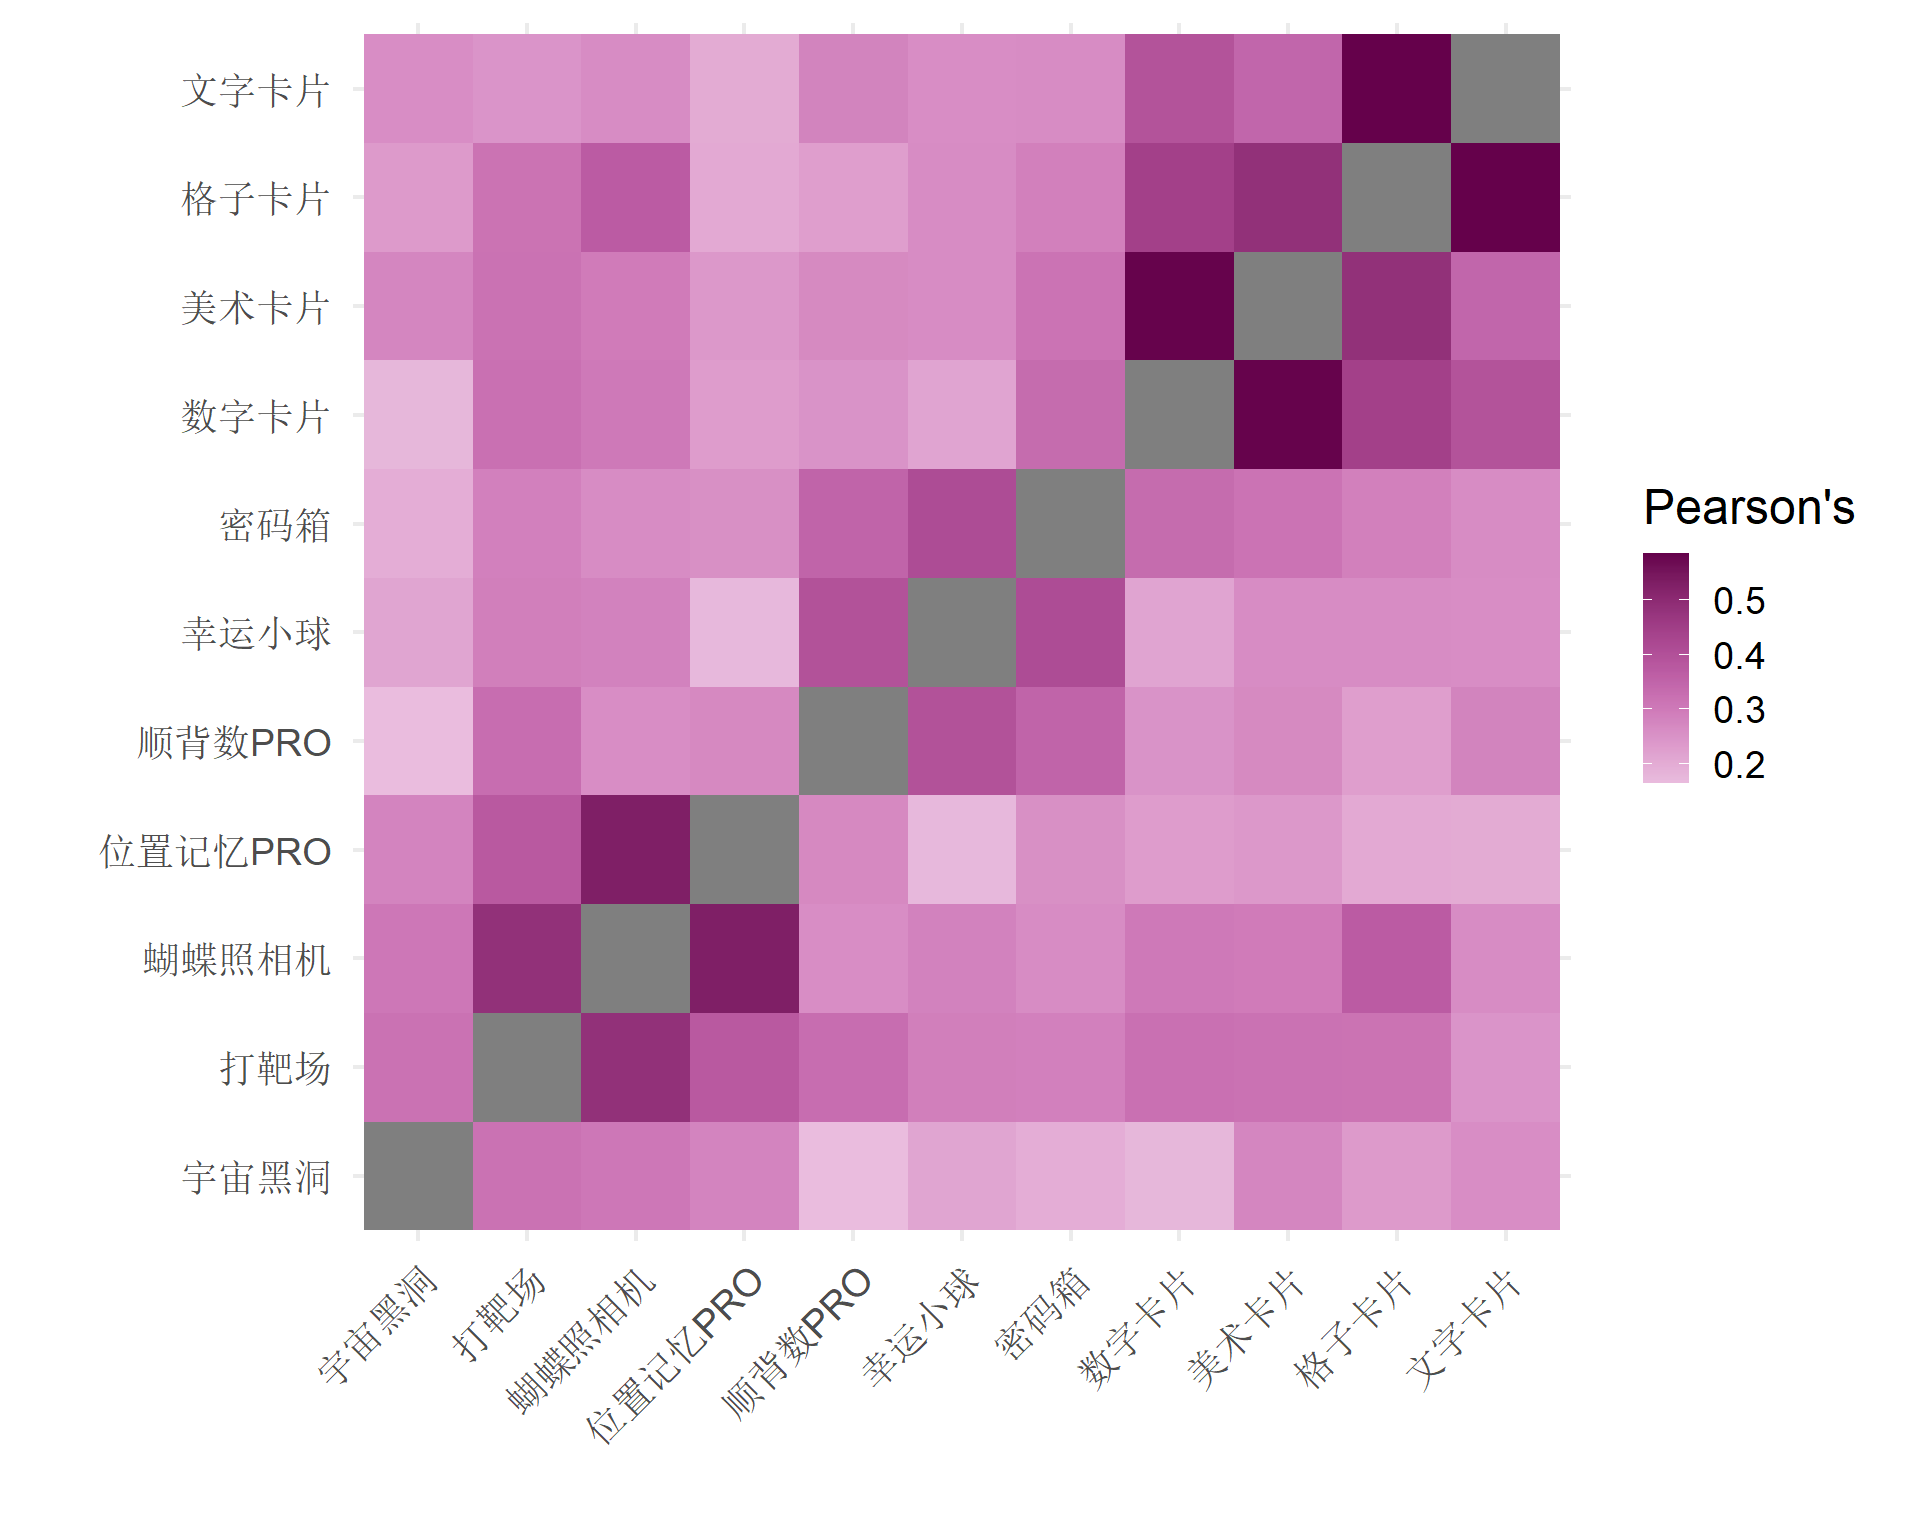 文字卡片
格子卡片
美术卡片
数字卡片
密码箱
幸运小球
顺背数PRO
位置记忆PRO
蝴蝶照相机
打靶场
宇宙黑洞
宇宙黑洞
打靶场
蝴蝶照相机
位置记忆PRO
顺背数PRO
幸运小球
密码箱
数字卡片
美术卡片
格子卡片
文字卡片
Pearson's
0.5
0.4
0.3
0.2